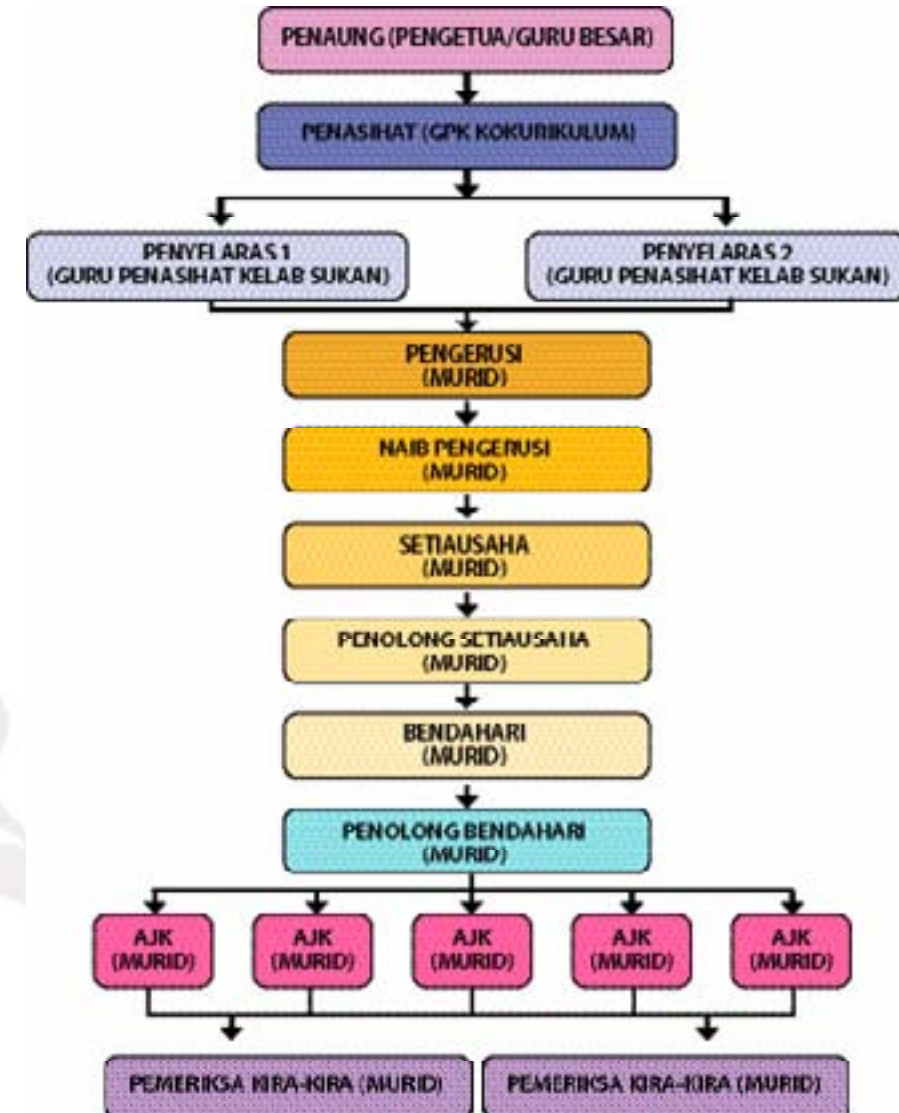 PENAUNG (PENGETUA/GURU BESAR)
PENASIHAT (GPK KOKURIKULUM)
PENYELARAS 1
(GURU PENASIHAT KELAB SUKAN)
PENYELARAS 2
(GURU PENASIHAT KELAB SUKAN)
PENGERUSI
(MURID)
NAIB PENGERUSI
(MURID)
SETIAUSAHA
(MURID)
PENOLONG SETIAUSAHA
(MURID)
BENDAHARI
(MURID)
PENOLONG BENDAHARI
(MURID)
AJK
(MURID)
AJK
(MURID)
AJK
(MURID)
AJK
(MURID)
AJK
(MURID)
PEMERIKSA KIRA-KIRA (MURID)
PEMERIKSA KIRA-KIRA (MURID)